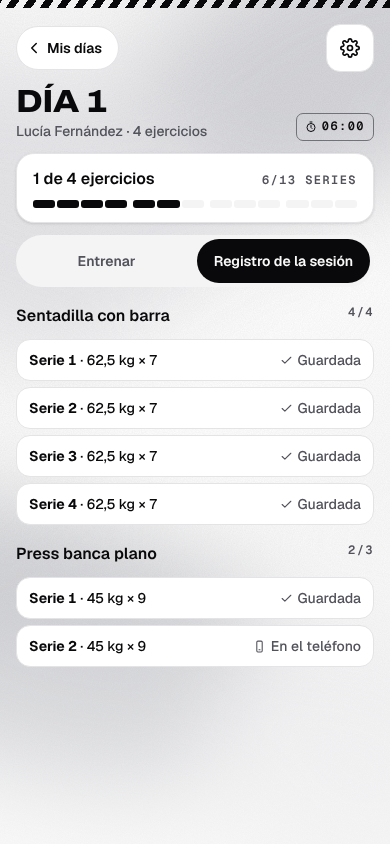 Mis días
DÍA 1
Lucía Fernández · 4 ejercicios
06:00
1 de 4 ejercicios
6/13 SERIES
Entrenar
Registro de la sesión
Sentadilla con barra
4/4
Serie 1 · 62,5 kg × 7
Guardada
Serie 2 · 62,5 kg × 7
Guardada
Serie 3 · 62,5 kg × 7
Guardada
Serie 4 · 62,5 kg × 7
Guardada
Press banca plano
2/3
Serie 1 · 45 kg × 9
Guardada
Serie 2 · 45 kg × 9
En el teléfono